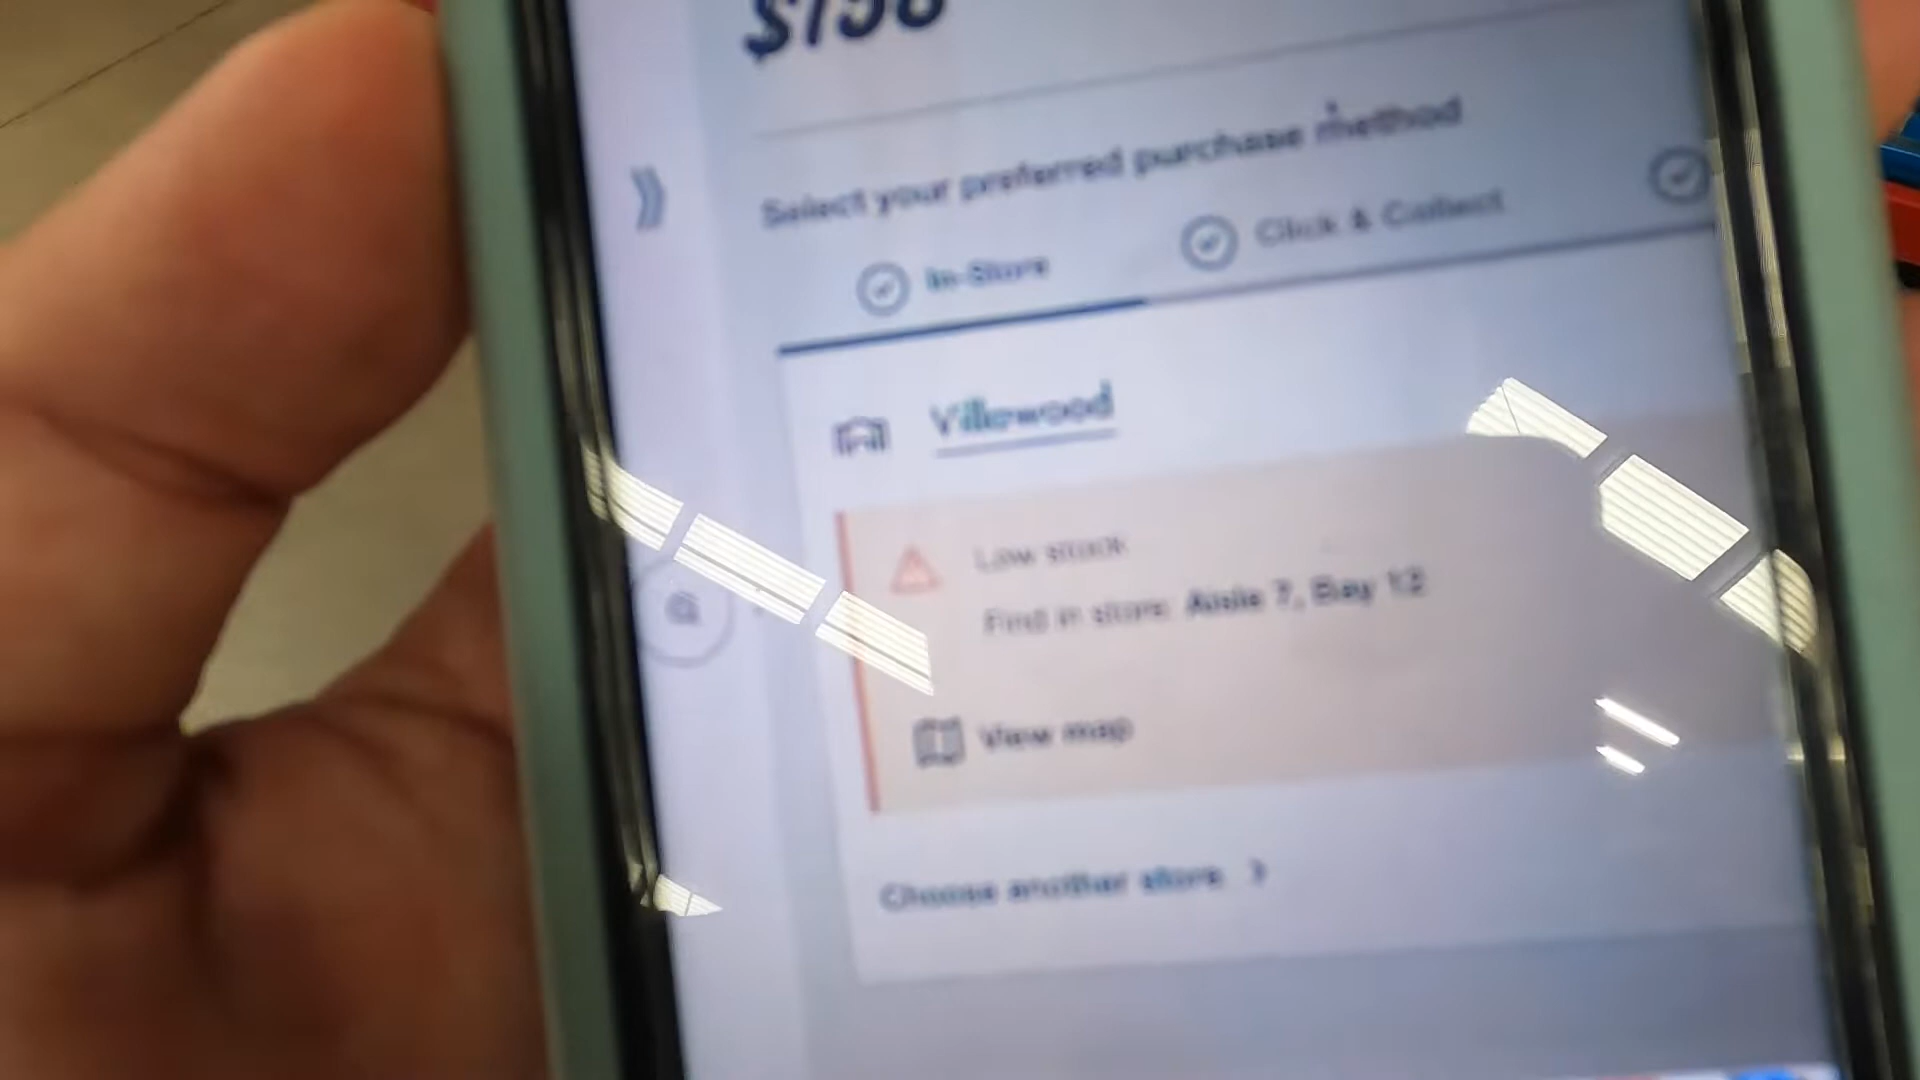 $798
Select your preferred purchase method
In-Store
Click & Collect
Villawood
Low stock
Find in store: Aisle 7, Bay 12
View map
Choose another store